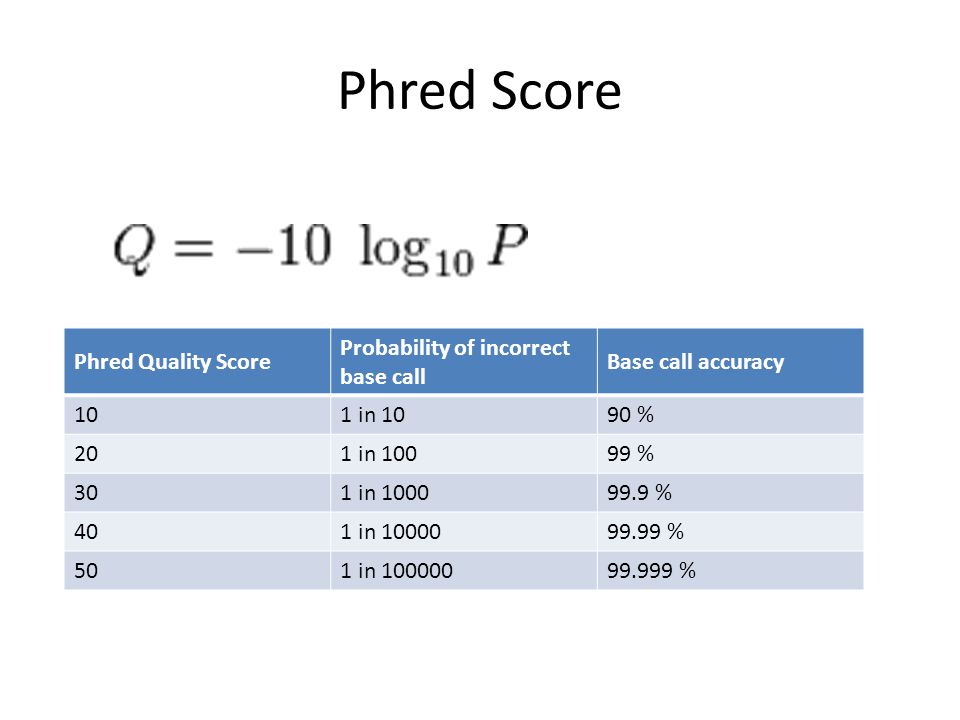 Phred Score
Q = −10 log₁₀ P
Phred Quality Score Probability of incorrect base call Base call accuracy
10 1 in 10 90 %
20 1 in 100 99 %
30 1 in 1000 99.9 %
40 1 in 10000 99.99 %
50 1 in 100000 99.999 %